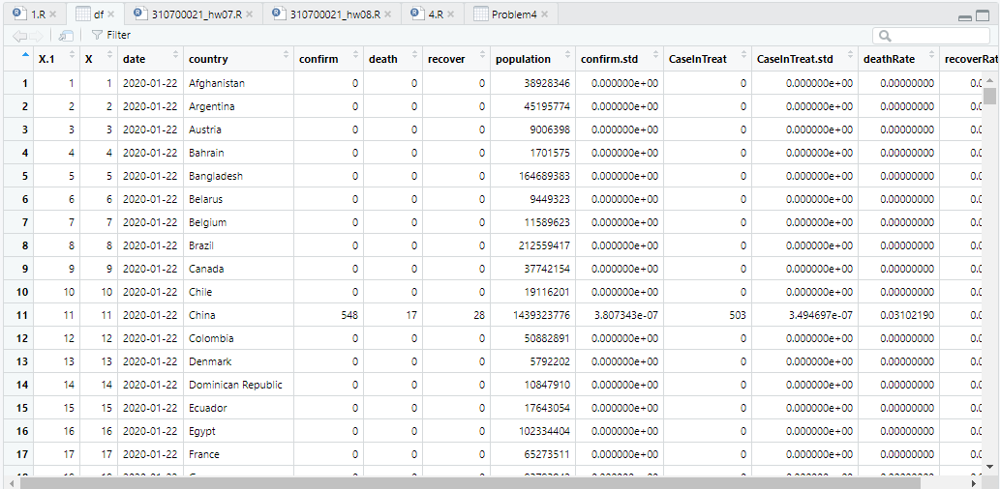 1.R df 310700021_hw07.R 310700021_hw08.R 4.R Problem4
Filter
X.1 X date country confirm death recover population confirm.std CaseInTreat CaseInTreat.std deathRate recoverRat
1 1 1 2020-01-22 Afghanistan 0 0 0 38928346 0.000000e+00 0 0.000000e+00 0.00000000 0.0
2 2 2 2020-01-22 Argentina 0 0 0 45195774 0.000000e+00 0 0.000000e+00 0.00000000 0.0
3 3 3 2020-01-22 Austria 0 0 0 9006398 0.000000e+00 0 0.000000e+00 0.00000000 0.0
4 4 4 2020-01-22 Bahrain 0 0 0 1701575 0.000000e+00 0 0.000000e+00 0.00000000 0.0
5 5 5 2020-01-22 Bangladesh 0 0 0 164689383 0.000000e+00 0 0.000000e+00 0.00000000 0.0
6 6 6 2020-01-22 Belarus 0 0 0 9449323 0.000000e+00 0 0.000000e+00 0.00000000 0.0
7 7 7 2020-01-22 Belgium 0 0 0 11589623 0.000000e+00 0 0.000000e+00 0.00000000 0.0
8 8 8 2020-01-22 Brazil 0 0 0 212559417 0.000000e+00 0 0.000000e+00 0.00000000 0.0
9 9 9 2020-01-22 Canada 0 0 0 37742154 0.000000e+00 0 0.000000e+00 0.00000000 0.0
10 10 10 2020-01-22 Chile 0 0 0 19116201 0.000000e+00 0 0.000000e+00 0.00000000 0.0
11 11 11 2020-01-22 China 548 17 28 1439323776 3.807343e-07 503 3.494697e-07 0.03102190 0.0
12 12 12 2020-01-22 Colombia 0 0 0 50882891 0.000000e+00 0 0.000000e+00 0.00000000 0.0
13 13 13 2020-01-22 Denmark 0 0 0 5792202 0.000000e+00 0 0.000000e+00 0.00000000 0.0
14 14 14 2020-01-22 Dominican Republic 0 0 0 10847910 0.000000e+00 0 0.000000e+00 0.00000000 0.0
15 15 15 2020-01-22 Ecuador 0 0 0 17643054 0.000000e+00 0 0.000000e+00 0.00000000 0.0
16 16 16 2020-01-22 Egypt 0 0 0 102334404 0.000000e+00 0 0.000000e+00 0.00000000 0.0
17 17 17 2020-01-22 France 0 0 0 65273511 0.000000e+00 0 0.000000e+00 0.00000000 0.0